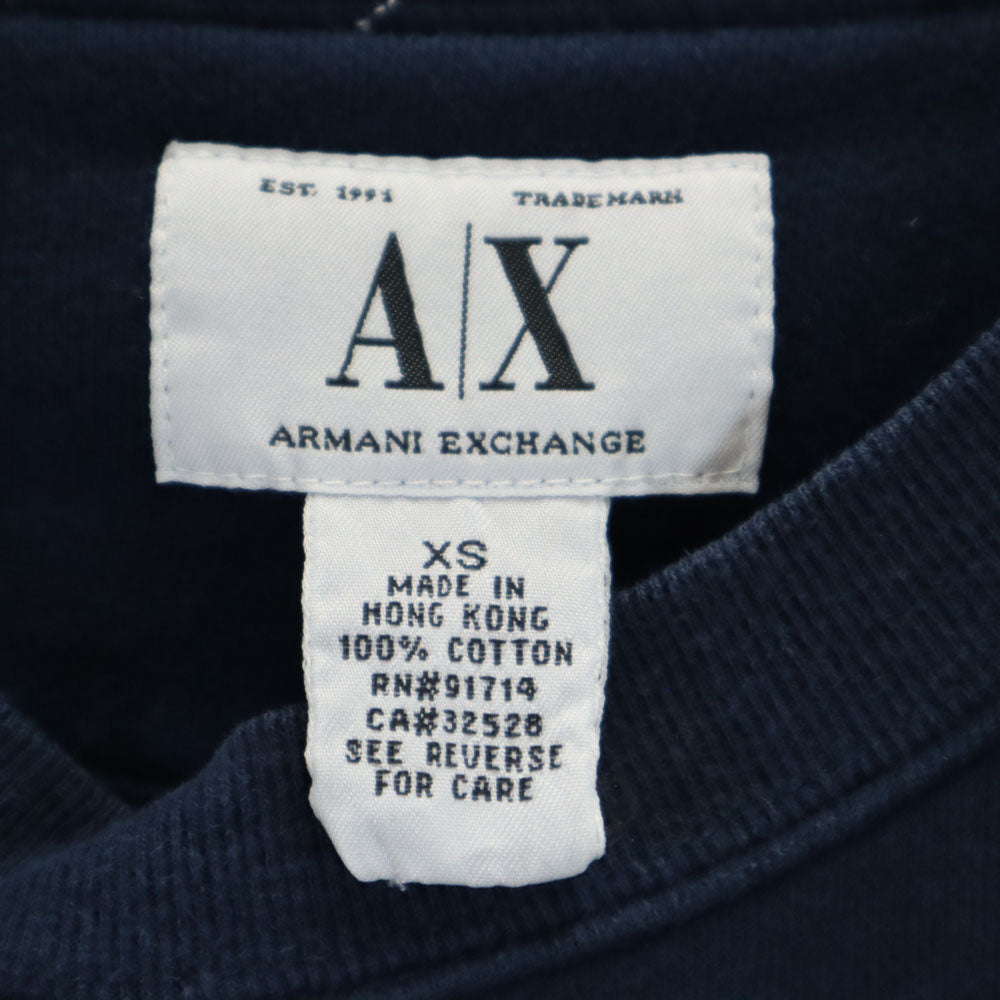 EST. 1991 TRADEMARK
A|X
ARMANI EXCHANGE
XS
MADE IN
HONG KONG
100% COTTON
RN#91714
CA#32528
SEE REVERSE
FOR CARE